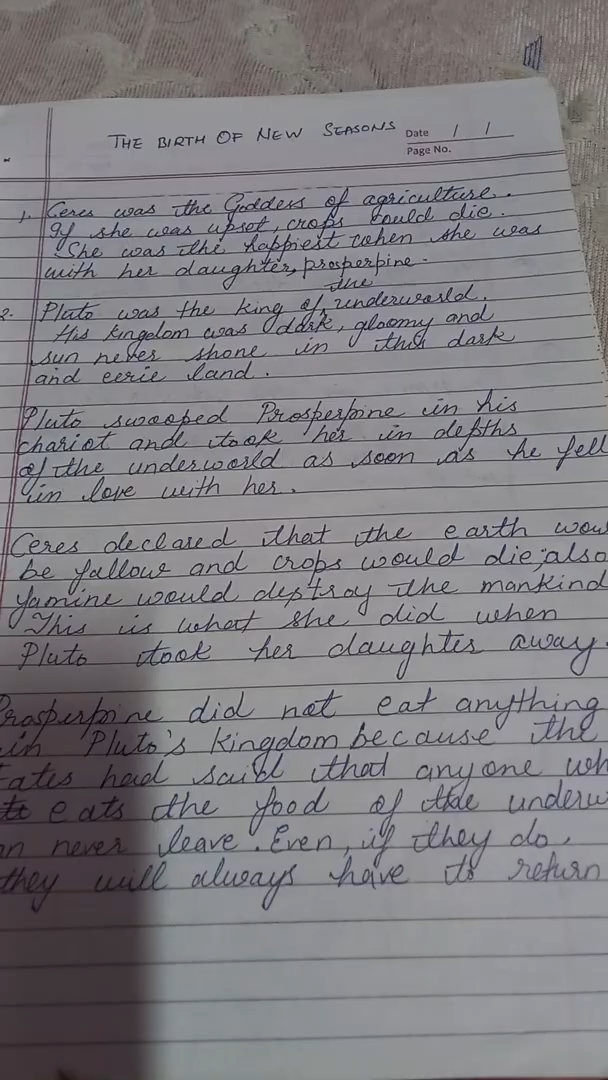 THE BIRTH OF NEW SEASONS
Date / /
Page No.
1. Ceres was the Goddess of agriculture.
If she was upset, crops would die.
She was the happiest when she was
with her daughter, prosperpine.
the
2. Pluto was the king of underworld.
His kingdom was dark, gloomy and
sun never shone in this dark
and eerie land.
Pluto swooped Prosperpine in his
chariot and took her in depths
of the underworld as soon as he fell
in love with her.
Ceres declared that the earth wou
be fallow and crops would die; also
famine would destroy the mankind
This is what she did when
Pluto took her daughter away.
Prosperpine did not eat anything
in Pluto's kingdom because the
Fates had said that anyone wh
eats the food of the underw
an never leave. Even, if they do,
they will always have to return